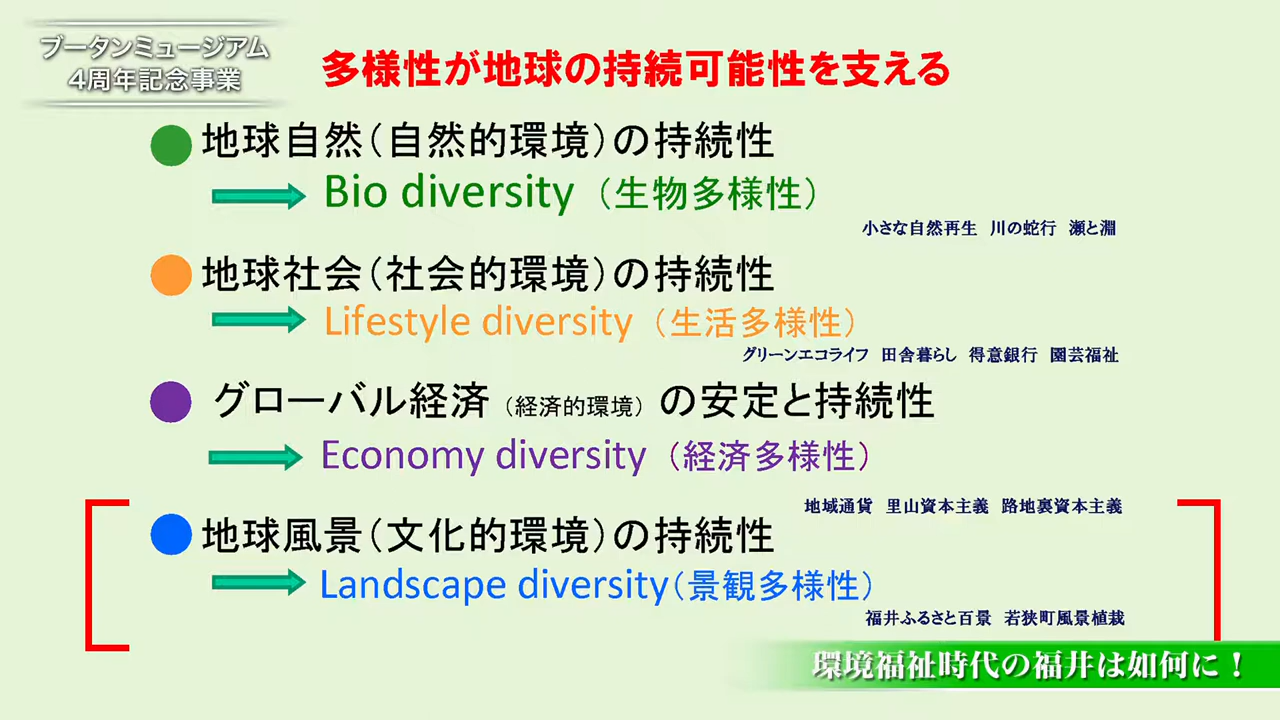 ブータンミュージアム
4周年記念事業
多様性が地球の持続可能性を支える
地球自然（自然的環境）の持続性
Bio diversity（生物多様性）
小さな自然再生　川の蛇行　瀬と淵
地球社会（社会的環境）の持続性
Lifestyle diversity（生活多様性）
グリーンエコライフ　田舎暮らし　得意銀行　園芸福祉
グローバル経済（経済的環境）の安定と持続性
Economy diversity（経済多様性）
地域通貨　里山資本主義　路地裏資本主義
地球風景（文化的環境）の持続性
Landscape diversity（景観多様性）
福井ふるさと百景　若狭町風景植栽
環境福祉時代の福井は如何に！